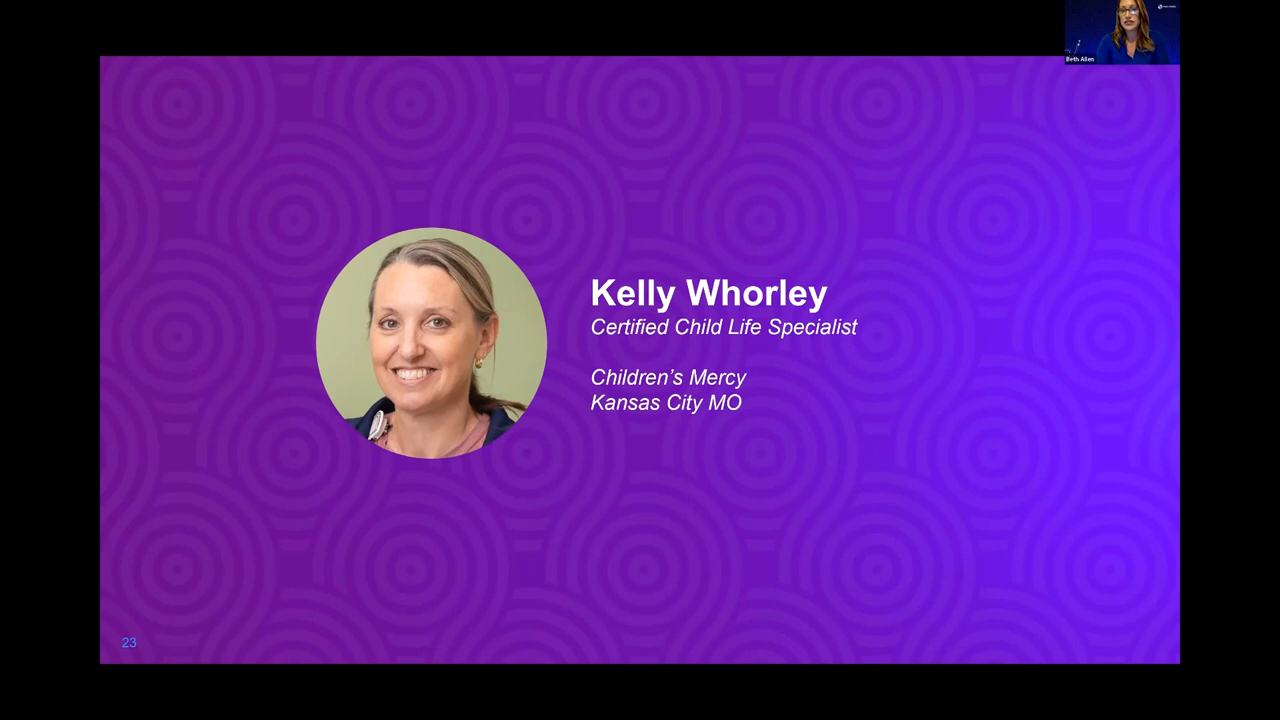 Beth Allen
Kelly Whorley
Certified Child Life Specialist
Children's Mercy
Kansas City MO
23